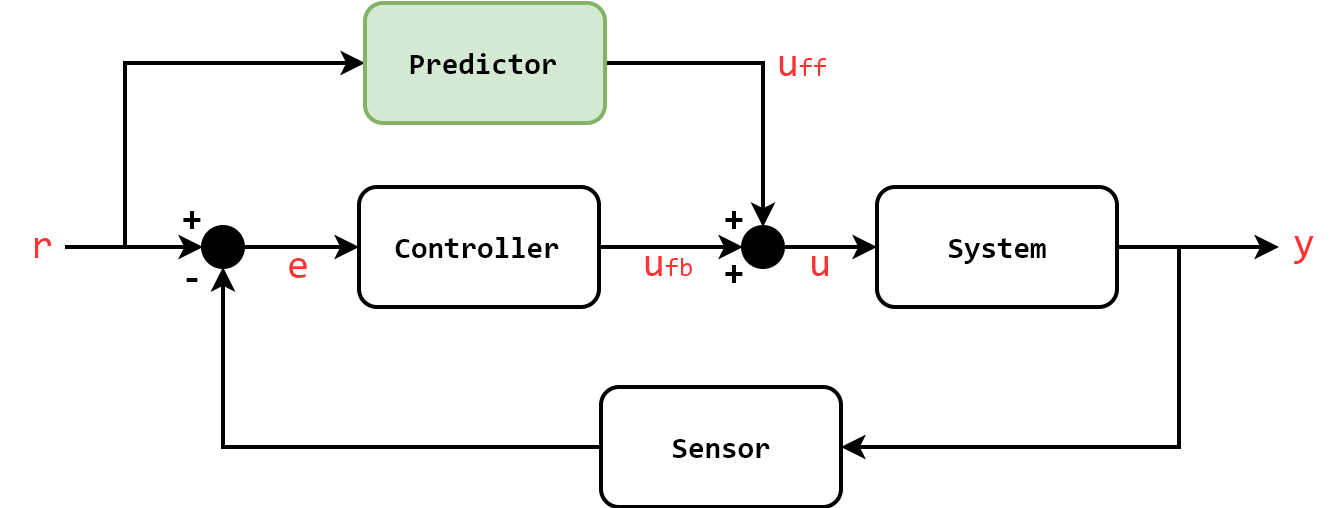 Predictor
uff
+
+
r
Controller
System
y
e
ufb
u
-
+
Sensor